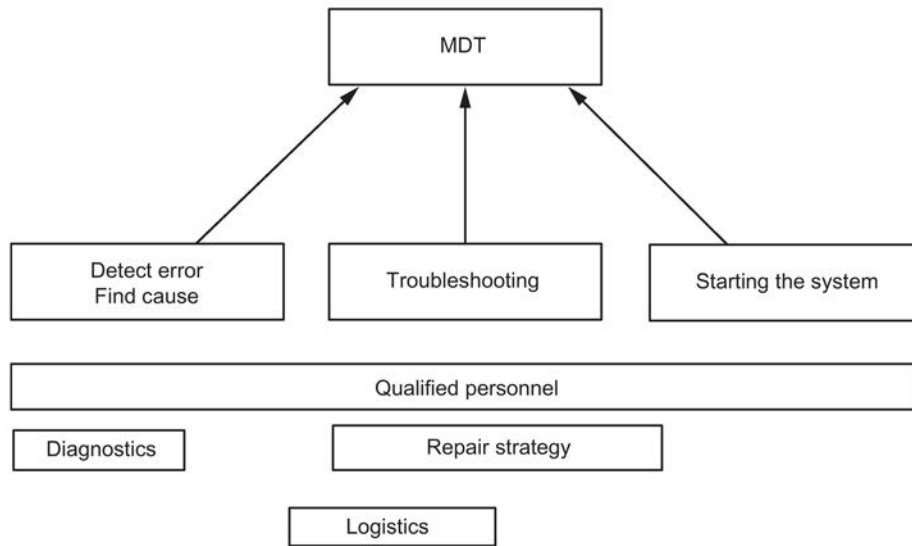 MDT
Detect error
Find cause
Troubleshooting
Starting the system
Qualified personnel
Diagnostics
Repair strategy
Logistics